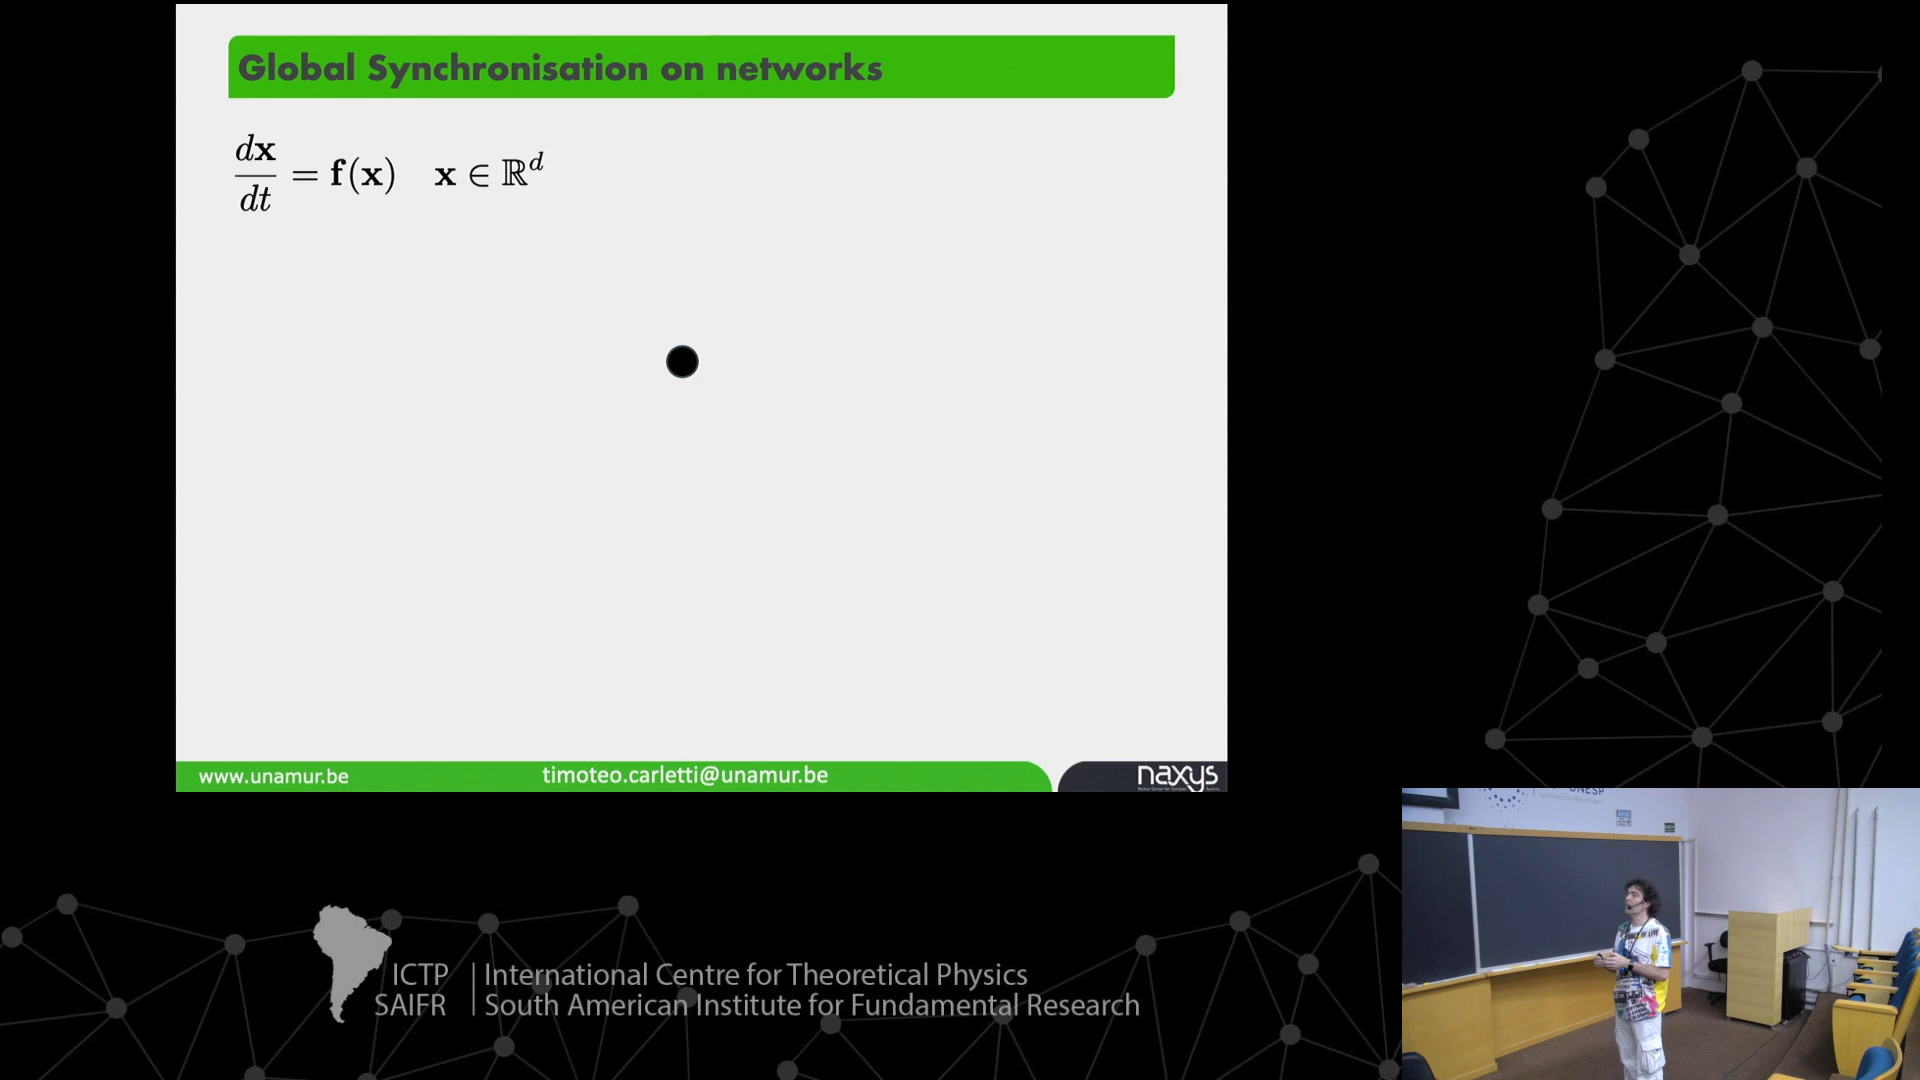 Global Synchronisation on networks
dx/dt = f(x) x ∈ ℝ^d
www.unamur.be timoteo.carletti@unamur.be naxys
UNESP
ICTP | International Centre for Theoretical Physics
SAIFR | South American Institute for Fundamental Research